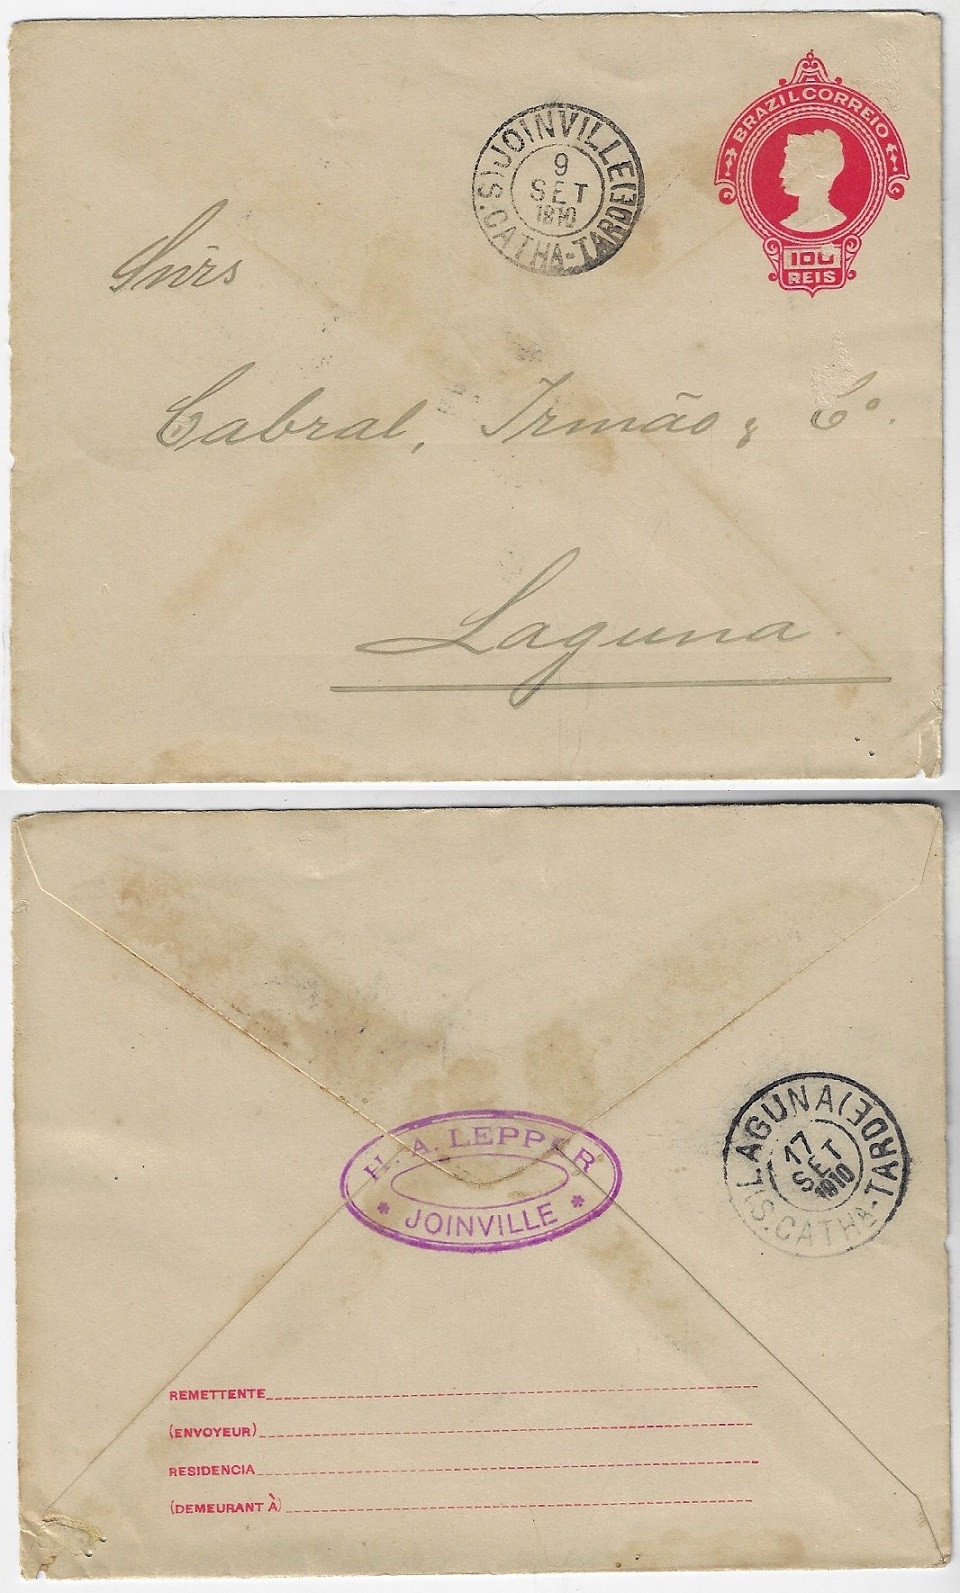 BRAZIL CORREIO
100
REIS
JOINVILLE (TARDE)
9
SET
1910
(S. CATHA-
Snrs
Cabral, Irmão & Cº.
Laguna
H. A. LEPPER
* JOINVILLE *
LAGUNA (TARDE)
17
SET
1910
(S. CATHA-
REMETTENTE
(ENVOYEUR)
RESIDENCIA
(DEMEURANT À)